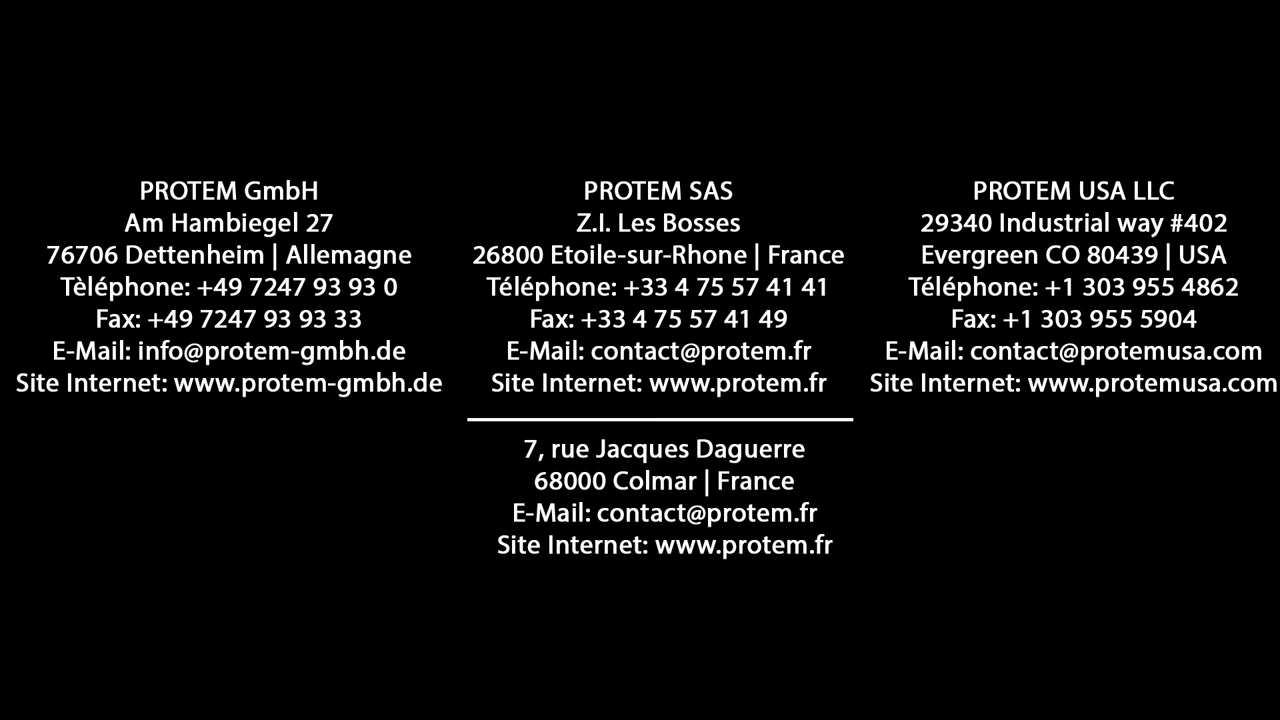 PROTEM GmbH
Am Hambiegel 27
76706 Dettenheim | Allemagne
Tèléphone: +49 7247 93 93 0
Fax: +49 7247 93 93 33
E-Mail: info@protem-gmbh.de
Site Internet: www.protem-gmbh.de
PROTEM SAS
Z.I. Les Bosses
26800 Etoile-sur-Rhone | France
Téléphone: +33 4 75 57 41 41
Fax: +33 4 75 57 41 49
E-Mail: contact@protem.fr
Site Internet: www.protem.fr
7, rue Jacques Daguerre
68000 Colmar | France
E-Mail: contact@protem.fr
Site Internet: www.protem.fr
PROTEM USA LLC
29340 Industrial way #402
Evergreen CO 80439 | USA
Téléphone: +1 303 955 4862
Fax: +1 303 955 5904
E-Mail: contact@protemusa.com
Site Internet: www.protemusa.com